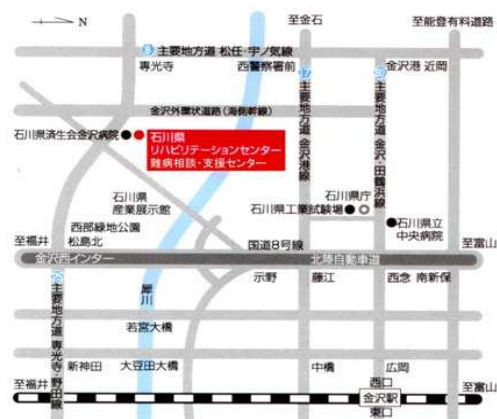 N
至金石
至能登有料道路
8 主要地方道 松任・宇ノ気線
専光寺
西警察署前
17
60
金沢港 近岡
主要地方道 金沢港線
主要地方道 金沢・田鶴浜線
金沢外環状道路(海側幹線)
石川県済生会金沢病院
石川県
リハビリテーションセンター
難病相談・支援センター
石川県
産業展示館
石川県庁
石川県工業試験場
石川県立
中央病院
西部緑地公園
至福井
松島北
国道8号線
至富山
金沢西インター
北陸自動車道
25
主要地方道 専光寺・野田線
犀川
示野
藤江
西念
南新保
若宮大橋
新神田
大豆田大橋
中橋
広岡
至福井
西口
金沢駅
東口
至富山